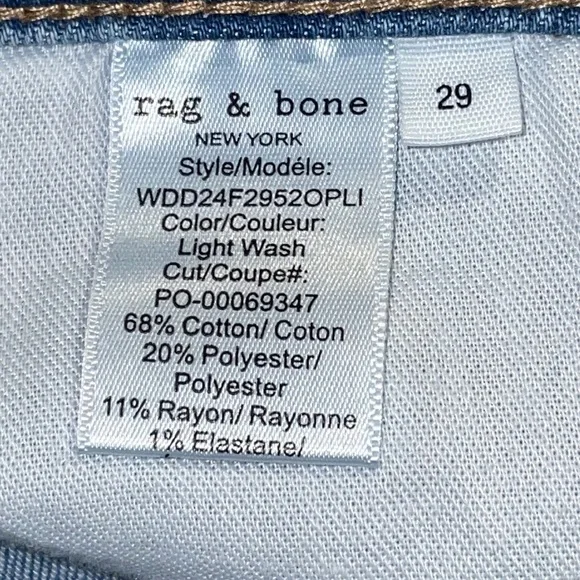 rag & bone
29
NEW YORK
Style/Modéle:
WDD24F2952OPLI
Color/Couleur:
Light Wash
Cut/Coupe#:
PO-00069347
68% Cotton/ Coton
20% Polyester/
Polyester
11% Rayon/ Rayonne
1% Elastane/